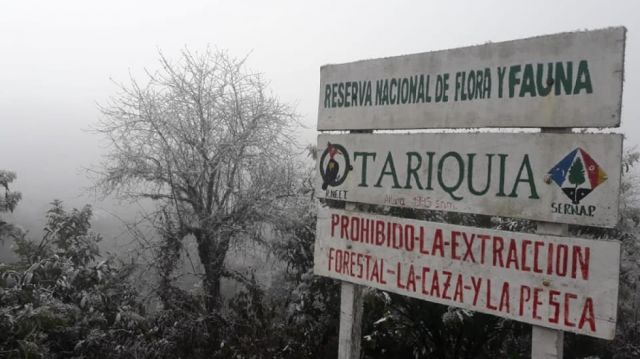 RESERVA NACIONAL DE FLORA Y FAUNA
TARIQUIA
SERNAP.
PROHIBIDO-LA-EXTRACCION
FORESTAL-LA-CAZA-Y LA PESCA